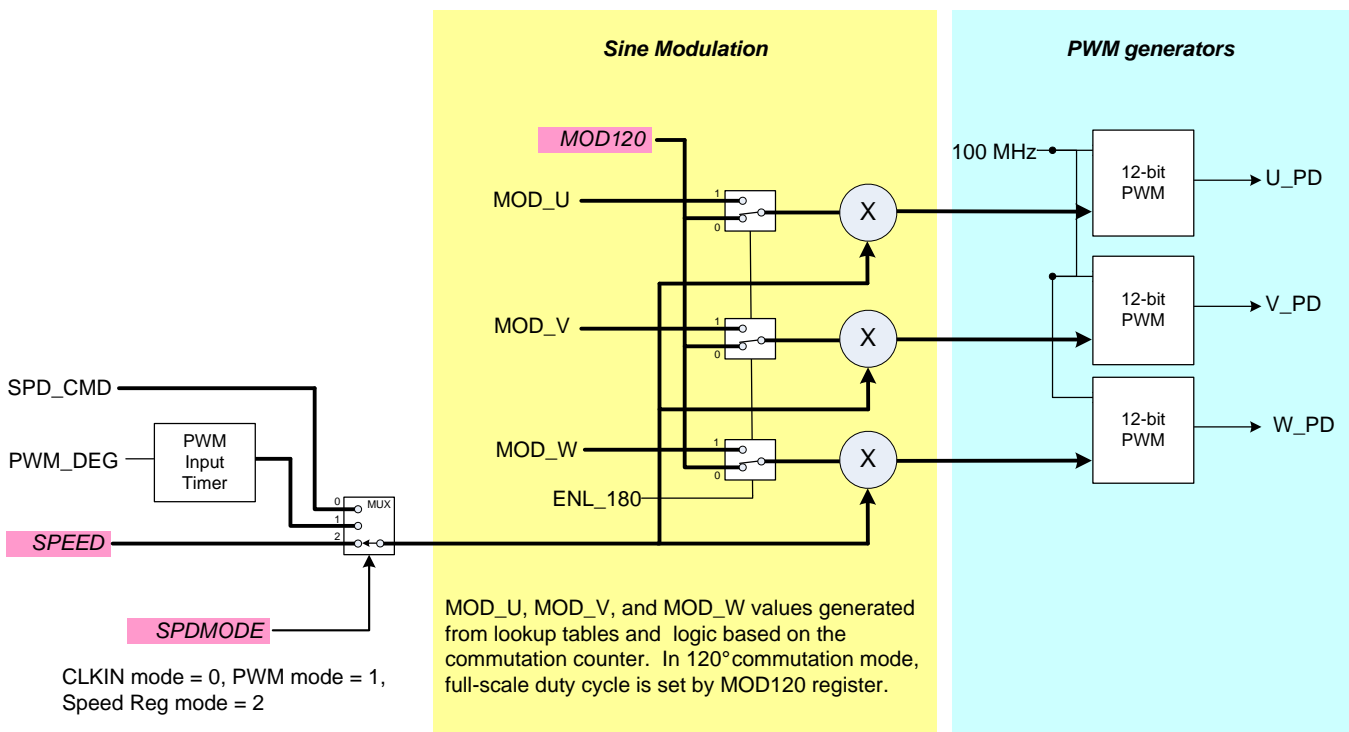 Sine Modulation
PWM generators
MOD120
100 MHz
12-bit
PWM
U_PD
MOD_U
1
0
X
12-bit
PWM
V_PD
MOD_V
1
0
X
SPD_CMD
12-bit
PWM
W_PD
MOD_W
1
0
X
PWM_DEG
PWM
Input
Timer
ENL_180
0
MUX
1
SPEED
2
SPDMODE
MOD_U, MOD_V, and MOD_W values generated
from lookup tables and logic based on the
commutation counter. In 120° commutation mode,
full-scale duty cycle is set by MOD120 register.
CLKIN mode = 0, PWM mode = 1,
Speed Reg mode = 2